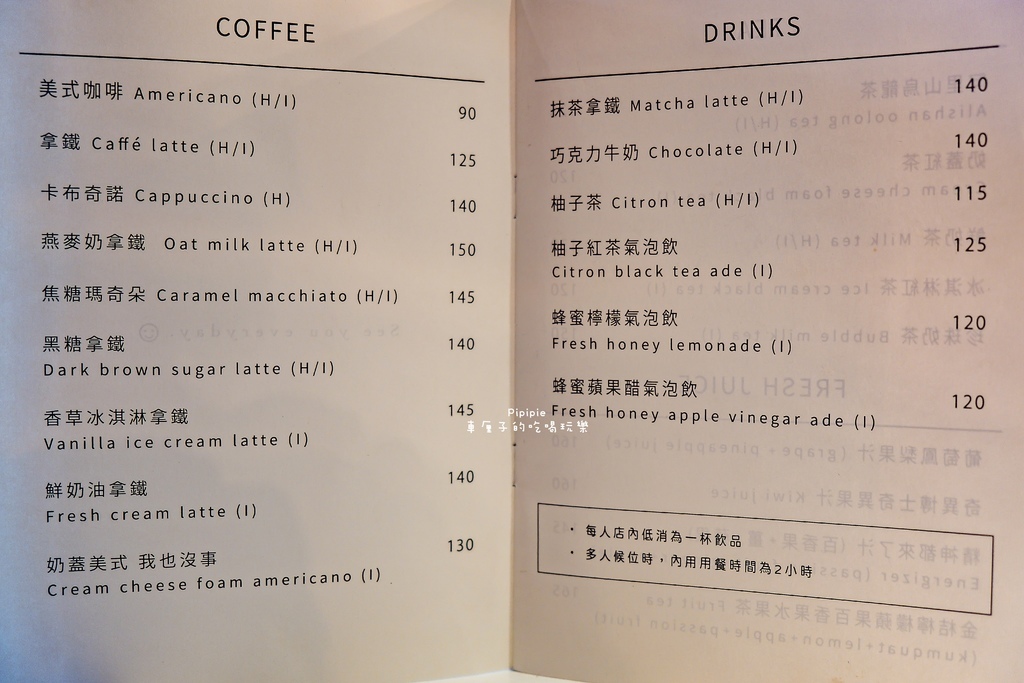 COFFEE
美式咖啡 Americano (H/I) 90
拿鐵 Caffé latte (H/I) 125
卡布奇諾 Cappuccino (H) 140
燕麥奶拿鐵 Oat milk latte (H/I) 150
焦糖瑪奇朵 Caramel macchiato (H/I) 145
黑糖拿鐵 140
Dark brown sugar latte (H/I)
香草冰淇淋拿鐵 145
Vanilla ice cream latte (I)
鮮奶油拿鐵 140
Fresh cream latte (I)
奶蓋美式 我也沒事 130
Cream cheese foam americano (I)
DRINKS
抹茶拿鐵 Matcha latte (H/I) 140
巧克力牛奶 Chocolate (H/I) 140
柚子茶 Citron tea (H/I) 115
柚子紅茶氣泡飲 125
Citron black tea ade (I)
蜂蜜檸檬氣泡飲 120
Fresh honey lemonade (I)
蜂蜜蘋果醋氣泡飲 120
Fresh honey apple vinegar ade (I)
• 每人店內低消為一杯飲品
• 多人候位時，內用用餐時間為2小時
Pipipie
車厘子的吃喝玩樂